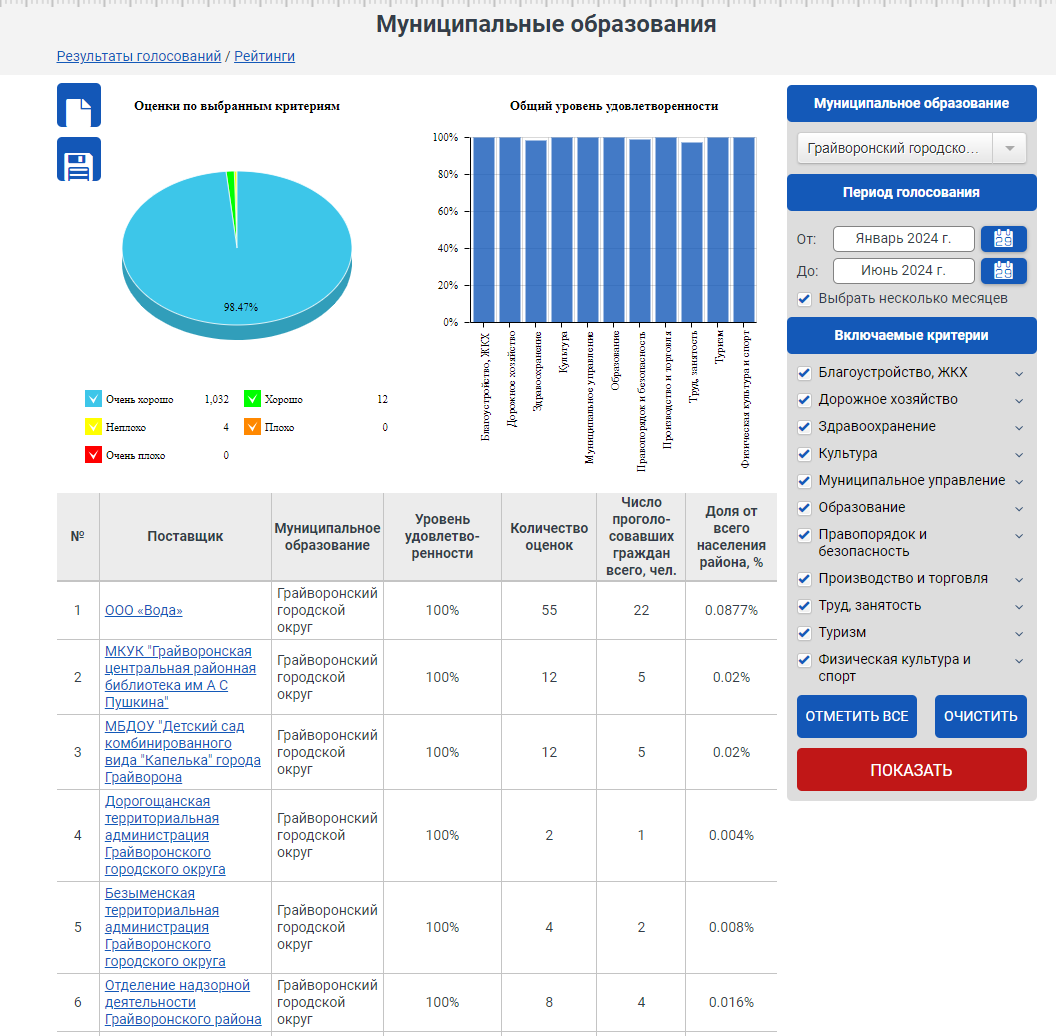 Муниципальные образования
Результаты голосований / Рейтинги
Оценки по выбранным критериям
98.47%
Очень хорошо 1,032 Хорошо 12
Неплохо 4 Плохо 0
Очень плохо 0
Общий уровень удовлетворенности
100%
80%
60%
40%
20%
0%
Благоустройство, ЖКХ
Дорожное хозяйство
Здравоохранение
Культура
Муниципальное управление
Образование
Правопорядок и безопасность
Производство и торговля
Труд, занятость
Туризм
Физическая культура и спорт
№
Поставщик
Муниципальное
образование
Уровень
удовлетво-
ренности
Количество
оценок
Число
проголо-
совавших
граждан
всего, чел.
Доля от
всего
населения
района, %
1
ООО «Вода»
Грайворонский
городской
округ
100%
55
22
0.0877%
2
МКУК "Грайворонская
центральная районная
библиотека им А С
Пушкина"
Грайворонский
городской
округ
100%
12
5
0.02%
3
МБДОУ "Детский сад
комбинированного
вида "Капелька" города
Грайворона
Грайворонский
городской
округ
100%
12
5
0.02%
4
Дорогощанская
территориальная
администрация
Грайворонского
городского округа
Грайворонский
городской
округ
100%
2
1
0.004%
5
Безыменская
территориальная
администрация
Грайворонского
городского округа
Грайворонский
городской
округ
100%
4
2
0.008%
6
Отделение надзорной
деятельности
Грайворонского района
Грайворонский
городской
округ
100%
8
4
0.016%
Муниципальное образование
Грайворонский городско...
Период голосования
От: Январь 2024 г. 29
До: Июнь 2024 г. 29
Выбрать несколько месяцев
Включаемые критерии
Благоустройство, ЖКХ
Дорожное хозяйство
Здравоохранение
Культура
Муниципальное управление
Образование
Правопорядок и
безопасность
Производство и торговля
Труд, занятость
Туризм
Физическая культура и
спорт
ОТМЕТИТЬ ВСЕ ОЧИСТИТЬ
ПОКАЗАТЬ